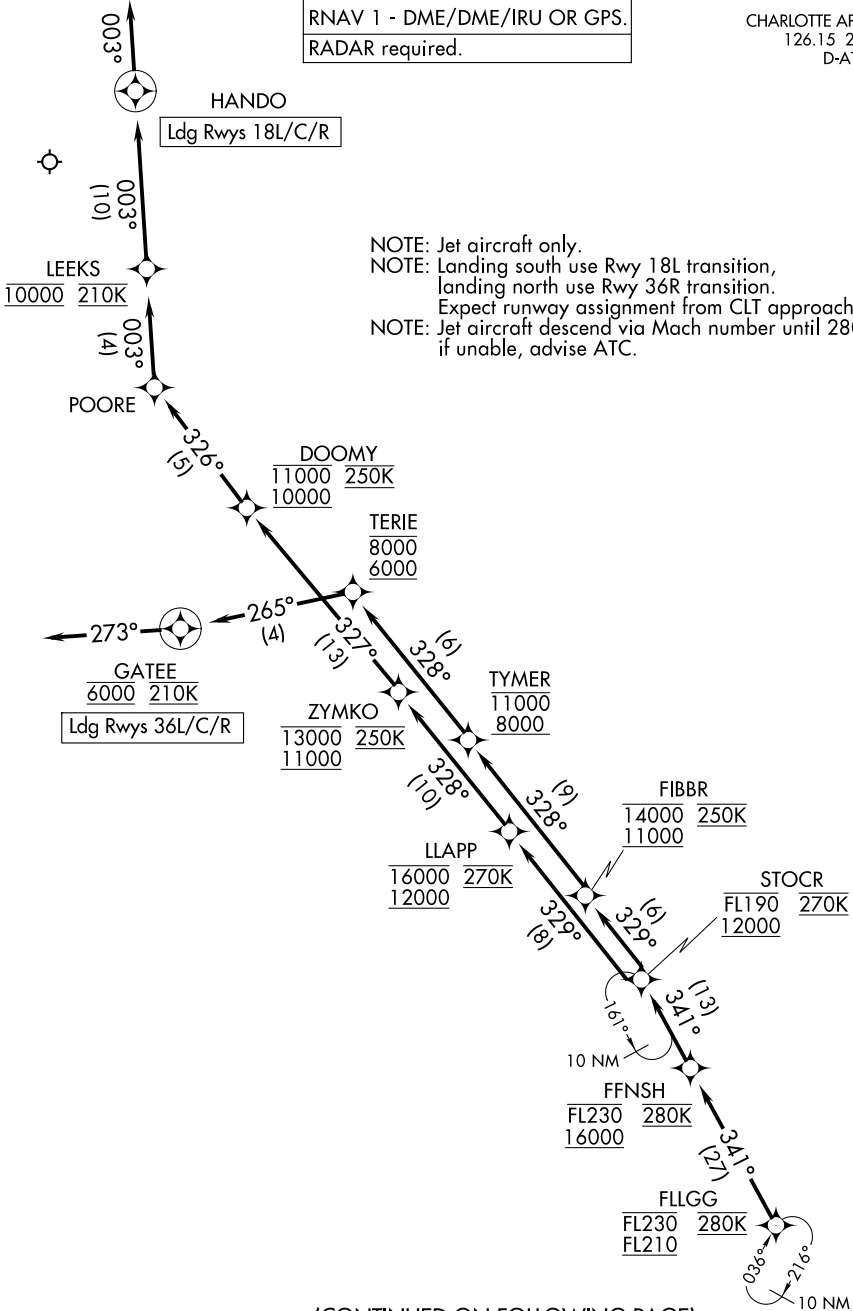 RNAV 1 - DME/DME/IRU OR GPS.
RADAR required.
CHARLOTTE
126.15
003°
HANDO
Ldg Rwys 18L/C/R
003°
(10)
LEEKS
10000 210K
003°
(4)
POORE
NOTE: Jet aircraft only.
NOTE: Landing south use Rwy 18L transition,
landing north use Rwy 36R transition.
Expect runway assignment from CLT approach
NOTE: Jet aircraft descend via Mach number until
if unable, advise ATC.
326°
(5)
DOOMY
11000 250K
10000
TERIE
8000
6000
265°
(4)
273°
GATEE
6000 210K
Ldg Rwys 36L/C/R
327°
(13)
328°
(6)
TYMER
11000
8000
ZYMKO
13000 250K
11000
328°
(10)
328°
(9)
FIBBR
14000 250K
11000
LLAPP
16000 270K
12000
STOCR
FL190 270K
12000
329°
(8)
329°
(6)
341°
(13)
161°
10 NM
FFNSH
FL230 280K
16000
341°
(27)
FLLGG
FL230 280K
FL210
036°
216°
10 NM